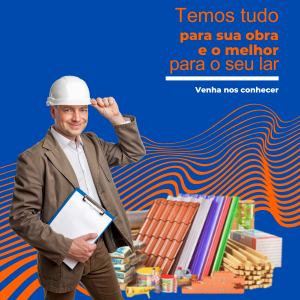 Temos tudo
para sua obra
e o melhor
para o seu lar
Venha nos conhecer